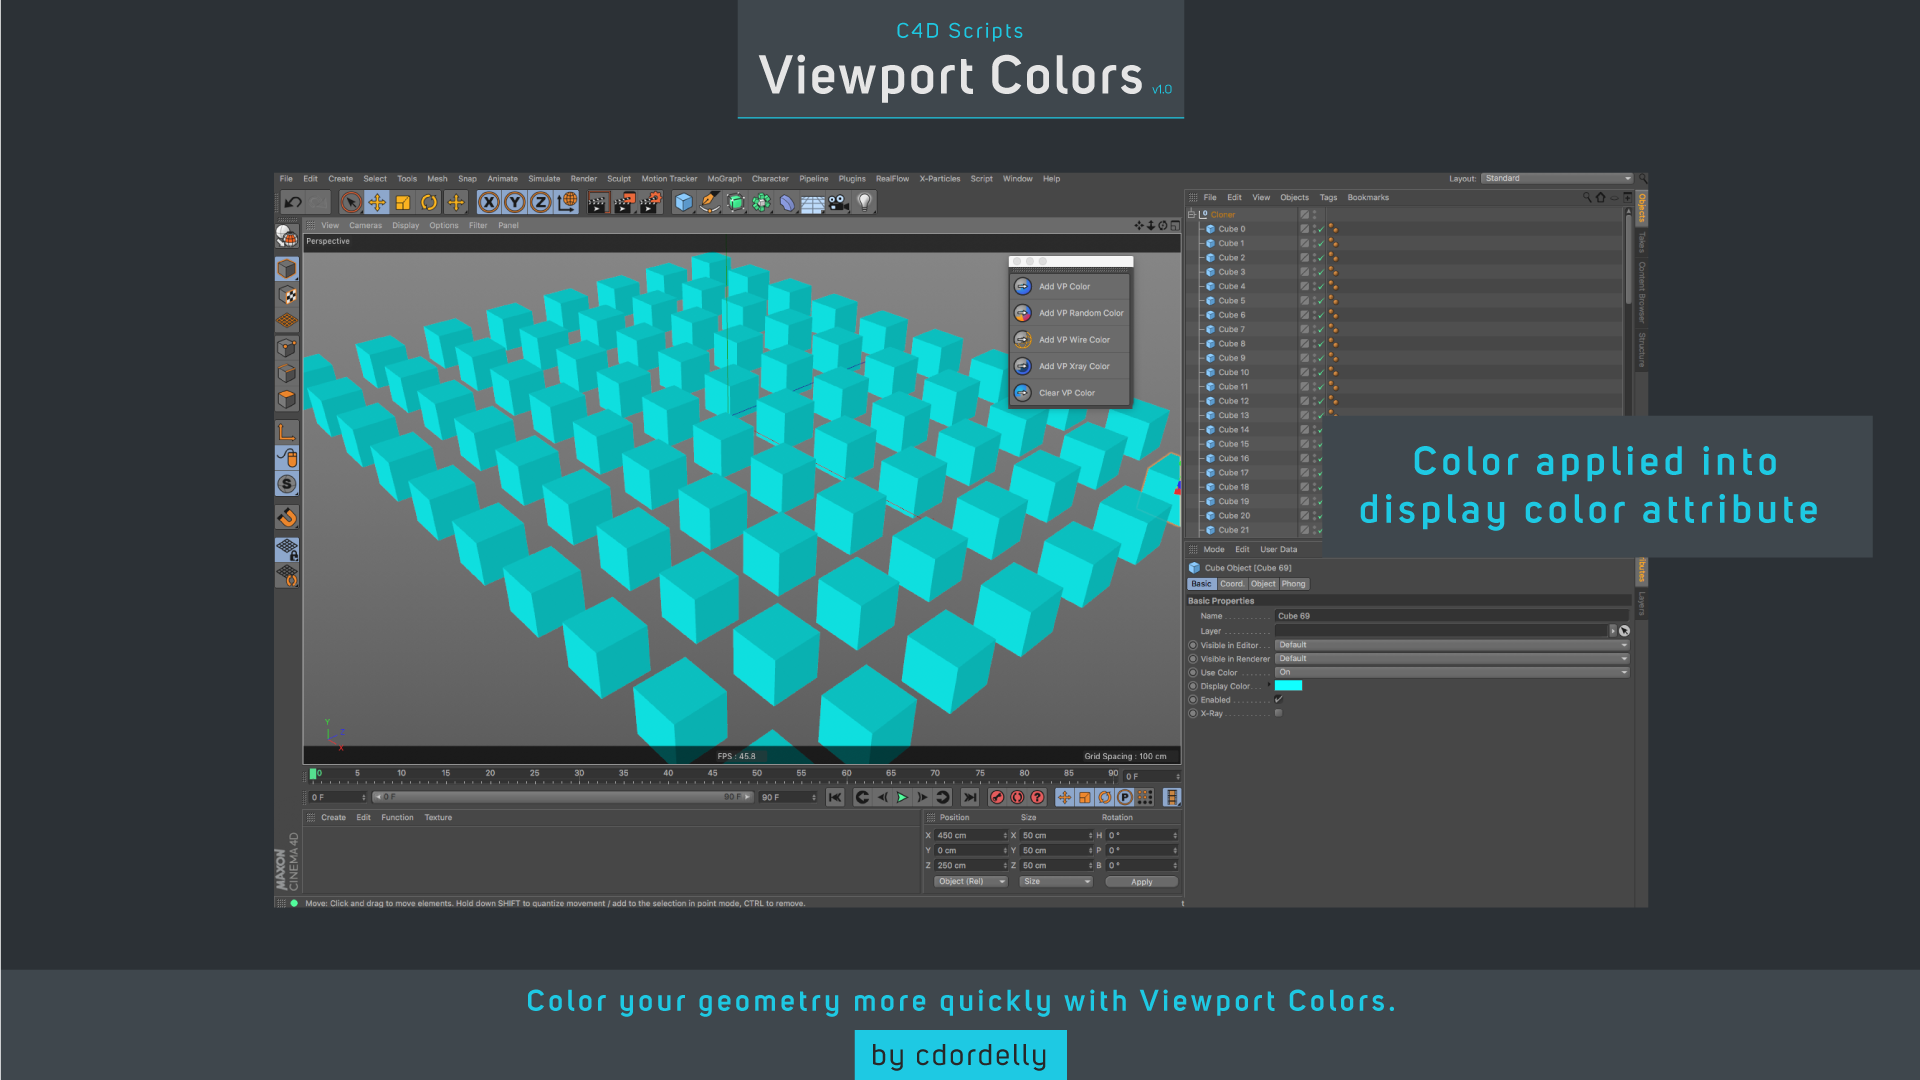 C4D Scripts
Viewport Colors v1.0
File Edit Create Select Tools Mesh Snap Animate Simulate Render Sculpt Motion Tracker MoGraph Character Pipeline Plugins RealFlow X-Particles Script Window Help
Layout: Standard
View Cameras Display Options Filter Panel
Perspective
Add VP Color
Add VP Random Color
Add VP Wire Color
Add VP Xray Color
Clear VP Color
Y
Z
X
FPS : 45.8
Grid Spacing : 100 cm
File Edit View Objects Tags Bookmarks
Cloner
Cube 0
Cube 1
Cube 2
Cube 3
Cube 4
Cube 5
Cube 6
Cube 7
Cube 8
Cube 9
Cube 10
Cube 11
Cube 12
Cube 13
Cube 14
Cube 15
Cube 16
Cube 17
Cube 18
Cube 19
Cube 20
Cube 21
Objects
Takes
Content Browser
Structure
Color applied into
display color attribute
Mode Edit User Data
Cube Object [Cube 69]
Basic Coord. Object Phong
Basic Properties
Name Cube 69
Layer
Visible in Editor Default
Visible in Renderer Default
Use Color On
Display Color
Enabled
X-Ray
Layers
0 5 10 15 20 25 30 35 40 45 50 55 60 65 70 75 80 85 90 0 F
0 F 0 F 90 F 90 F
Create Edit Function Texture
Position Size Rotation
X 450 cm X 50 cm H 0 °
Y 0 cm Y 50 cm P 0 °
Z 250 cm Z 50 cm B 0 °
Object (Rel) Size Apply
MAXON
CINEMA 4D
Move: Click and drag to move elements. Hold down SHIFT to quantize movement / add to the selection in point mode, CTRL to remove.
Color your geometry more quickly with Viewport Colors.
by cdordelly